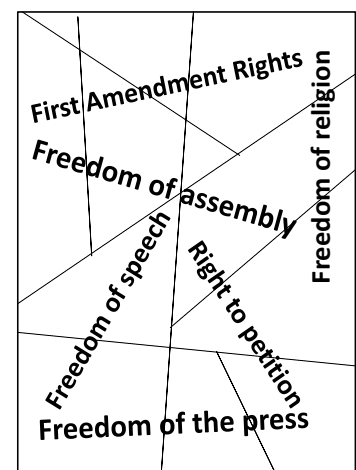 First Amendment Rights
Freedom of religion
Freedom of assembly
Freedom of speech
Right to petition
Freedom of the press